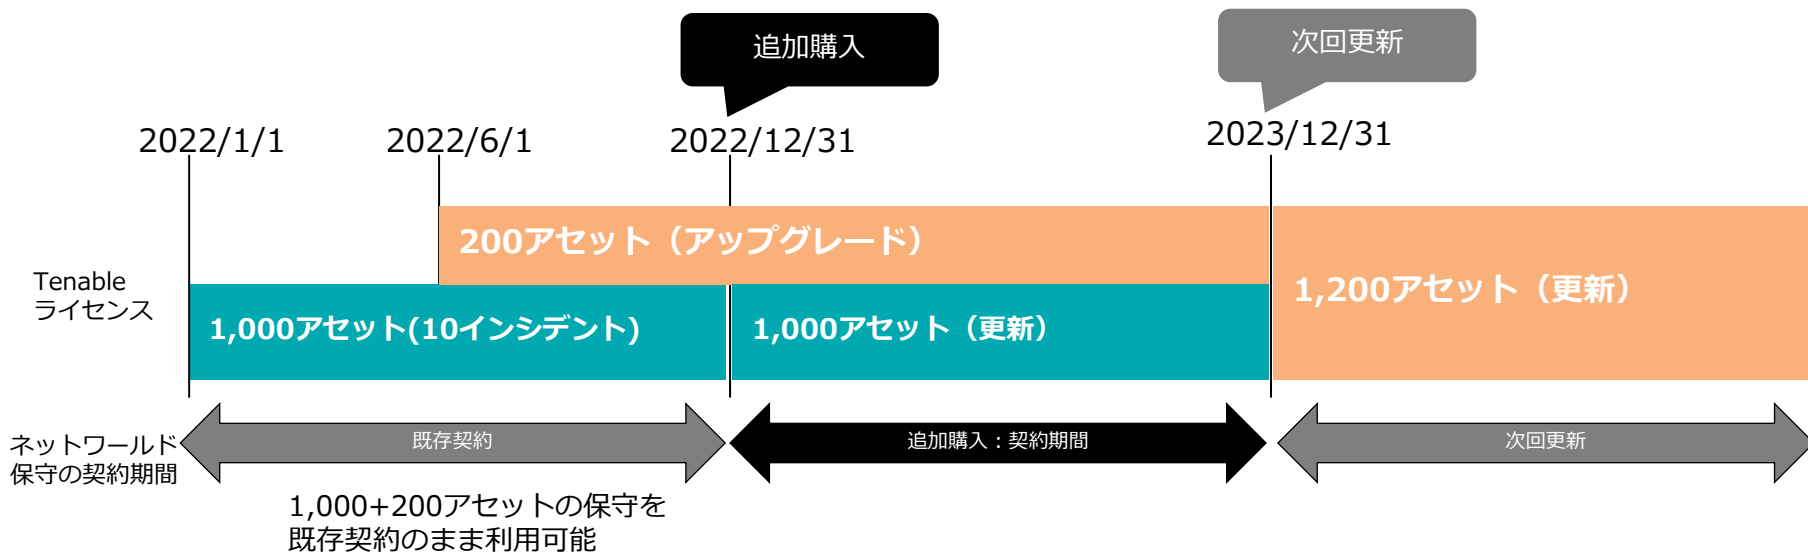 追加購入
次回更新
2022/1/1
2022/6/1
2022/12/31
2023/12/31
200アセット（アップグレード）
Tenable
ライセンス
1,000アセット(10インシデント)
1,000アセット（更新）
1,200アセット（更新）
ネットワールド
保守の契約期間
既存契約
追加購入：契約期間
次回更新
1,000+200アセットの保守を
既存契約のまま利用可能